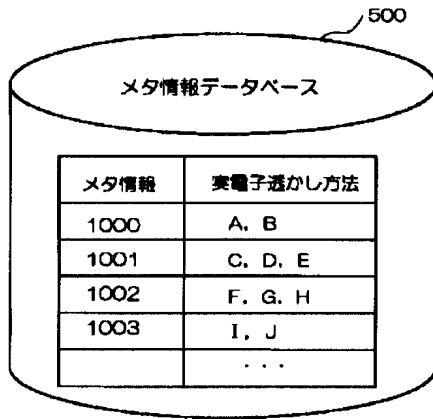 500
メタ情報データベース
メタ情報 実電子透かし方法
1000 A, B
1001 C, D, E
1002 F, G, H
1003 I, J
・・・